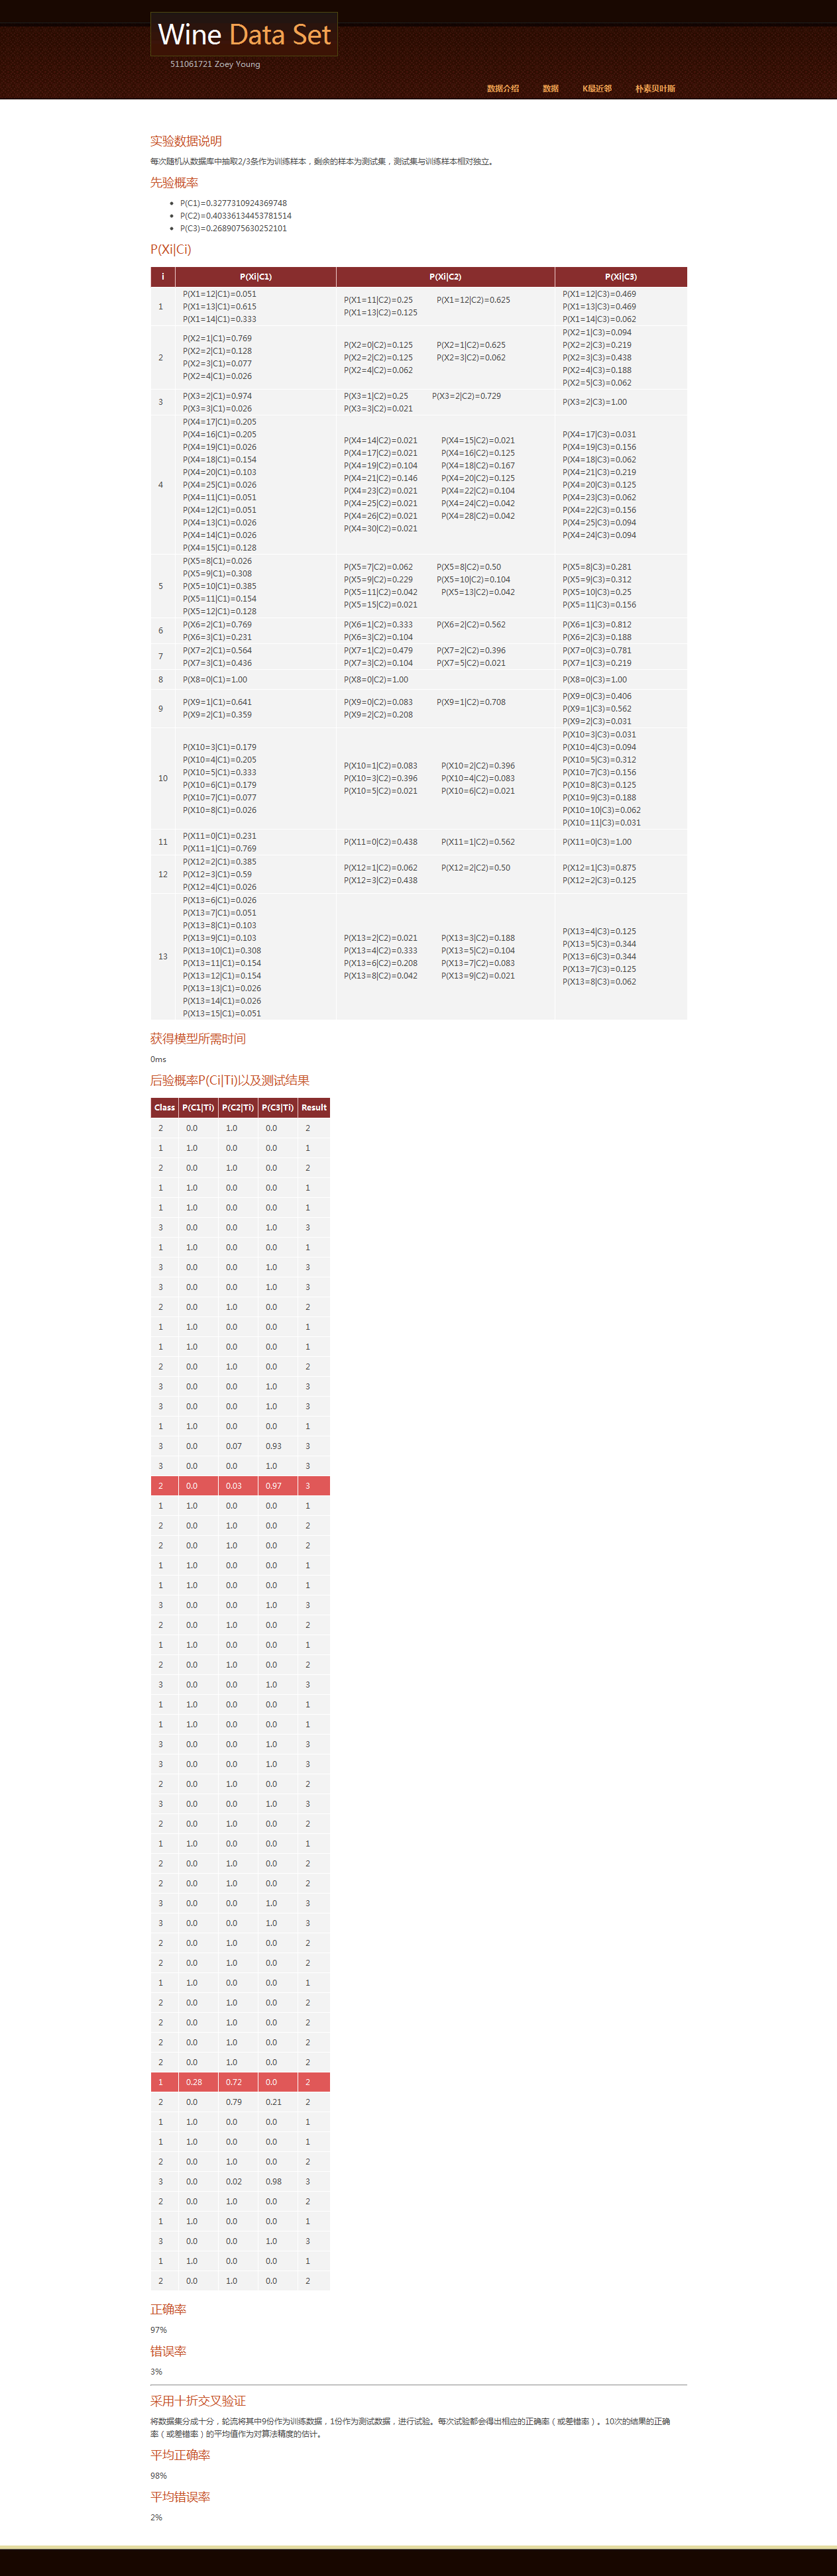 Wine Data Set
511061721 Zoey Young
数据介绍 数据 K最近邻 朴素贝叶斯
实验数据说明
每次随机从数据库中抽取2/3条作为训练样本，剩余的样本为测试集，测试集与训练样本相对独立。
先验概率
P(C1)=0.3277310924369748
P(C2)=0.40336134453781514
P(C3)=0.2689075630252101
P(Xi|Ci)
i P(Xi|C1) P(Xi|C2) P(Xi|C3)
1
P(X1=12|C1)=0.051
P(X1=13|C1)=0.615
P(X1=14|C1)=0.333
P(X1=11|C2)=0.25 P(X1=12|C2)=0.625
P(X1=13|C2)=0.125
P(X1=12|C3)=0.469
P(X1=13|C3)=0.469
P(X1=14|C3)=0.062
2
P(X2=1|C1)=0.769
P(X2=2|C1)=0.128
P(X2=3|C1)=0.077
P(X2=4|C1)=0.026
P(X2=0|C2)=0.125 P(X2=1|C2)=0.625
P(X2=2|C2)=0.125 P(X2=3|C2)=0.062
P(X2=4|C2)=0.062
P(X2=1|C3)=0.094
P(X2=2|C3)=0.219
P(X2=3|C3)=0.438
P(X2=4|C3)=0.188
P(X2=5|C3)=0.062
3
P(X3=2|C1)=0.974
P(X3=3|C1)=0.026
P(X3=1|C2)=0.25 P(X3=2|C2)=0.729
P(X3=3|C2)=0.021
P(X3=2|C3)=1.00
4
P(X4=17|C1)=0.205
P(X4=16|C1)=0.205
P(X4=19|C1)=0.026
P(X4=18|C1)=0.154
P(X4=20|C1)=0.103
P(X4=25|C1)=0.026
P(X4=11|C1)=0.051
P(X4=12|C1)=0.051
P(X4=13|C1)=0.026
P(X4=14|C1)=0.026
P(X4=15|C1)=0.128
P(X4=14|C2)=0.021 P(X4=15|C2)=0.021
P(X4=17|C2)=0.021 P(X4=16|C2)=0.125
P(X4=19|C2)=0.104 P(X4=18|C2)=0.167
P(X4=21|C2)=0.146 P(X4=20|C2)=0.125
P(X4=23|C2)=0.021 P(X4=22|C2)=0.104
P(X4=25|C2)=0.021 P(X4=24|C2)=0.042
P(X4=26|C2)=0.021 P(X4=28|C2)=0.042
P(X4=30|C2)=0.021
P(X4=17|C3)=0.031
P(X4=19|C3)=0.156
P(X4=18|C3)=0.062
P(X4=21|C3)=0.219
P(X4=20|C3)=0.125
P(X4=23|C3)=0.062
P(X4=22|C3)=0.156
P(X4=25|C3)=0.094
P(X4=24|C3)=0.094
5
P(X5=8|C1)=0.026
P(X5=9|C1)=0.308
P(X5=10|C1)=0.385
P(X5=11|C1)=0.154
P(X5=12|C1)=0.128
P(X5=7|C2)=0.062 P(X5=8|C2)=0.50
P(X5=9|C2)=0.229 P(X5=10|C2)=0.104
P(X5=11|C2)=0.042 P(X5=13|C2)=0.042
P(X5=15|C2)=0.021
P(X5=8|C3)=0.281
P(X5=9|C3)=0.312
P(X5=10|C3)=0.25
P(X5=11|C3)=0.156
6
P(X6=2|C1)=0.769
P(X6=3|C1)=0.231
P(X6=1|C2)=0.333 P(X6=2|C2)=0.562
P(X6=3|C2)=0.104
P(X6=1|C3)=0.812
P(X6=2|C3)=0.188
7
P(X7=2|C1)=0.564
P(X7=3|C1)=0.436
P(X7=1|C2)=0.479 P(X7=2|C2)=0.396
P(X7=3|C2)=0.104 P(X7=5|C2)=0.021
P(X7=0|C3)=0.781
P(X7=1|C3)=0.219
8
P(X8=0|C1)=1.00
P(X8=0|C2)=1.00
P(X8=0|C3)=1.00
9
P(X9=1|C1)=0.641
P(X9=2|C1)=0.359
P(X9=0|C2)=0.083 P(X9=1|C2)=0.708
P(X9=2|C2)=0.208
P(X9=0|C3)=0.406
P(X9=1|C3)=0.562
P(X9=2|C3)=0.031
10
P(X10=3|C1)=0.179
P(X10=4|C1)=0.205
P(X10=5|C1)=0.333
P(X10=6|C1)=0.179
P(X10=7|C1)=0.077
P(X10=8|C1)=0.026
P(X10=1|C2)=0.083 P(X10=2|C2)=0.396
P(X10=3|C2)=0.396 P(X10=4|C2)=0.083
P(X10=5|C2)=0.021 P(X10=6|C2)=0.021
P(X10=3|C3)=0.031
P(X10=4|C3)=0.094
P(X10=5|C3)=0.312
P(X10=7|C3)=0.156
P(X10=8|C3)=0.125
P(X10=9|C3)=0.188
P(X10=10|C3)=0.062
P(X10=11|C3)=0.031
11
P(X11=0|C1)=0.231
P(X11=1|C1)=0.769
P(X11=0|C2)=0.438 P(X11=1|C2)=0.562
P(X11=0|C3)=1.00
12
P(X12=2|C1)=0.385
P(X12=3|C1)=0.59
P(X12=4|C1)=0.026
P(X12=1|C2)=0.062 P(X12=2|C2)=0.50
P(X12=3|C2)=0.438
P(X12=1|C3)=0.875
P(X12=2|C3)=0.125
13
P(X13=6|C1)=0.026
P(X13=7|C1)=0.051
P(X13=8|C1)=0.103
P(X13=9|C1)=0.103
P(X13=10|C1)=0.308
P(X13=11|C1)=0.154
P(X13=12|C1)=0.154
P(X13=13|C1)=0.026
P(X13=14|C1)=0.026
P(X13=15|C1)=0.051
P(X13=2|C2)=0.021 P(X13=3|C2)=0.188
P(X13=4|C2)=0.333 P(X13=5|C2)=0.104
P(X13=6|C2)=0.208 P(X13=7|C2)=0.083
P(X13=8|C2)=0.042 P(X13=9|C2)=0.021
P(X13=4|C3)=0.125
P(X13=5|C3)=0.344
P(X13=6|C3)=0.344
P(X13=7|C3)=0.125
P(X13=8|C3)=0.062
获得模型所需时间
0ms
后验概率P(Ci|Ti)以及测试结果
Class P(C1|Ti) P(C2|Ti) P(C3|Ti) Result
2 0.0 1.0 0.0 2
1 1.0 0.0 0.0 1
2 0.0 1.0 0.0 2
1 1.0 0.0 0.0 1
1 1.0 0.0 0.0 1
3 0.0 0.0 1.0 3
1 1.0 0.0 0.0 1
3 0.0 0.0 1.0 3
3 0.0 0.0 1.0 3
2 0.0 1.0 0.0 2
1 1.0 0.0 0.0 1
1 1.0 0.0 0.0 1
2 0.0 1.0 0.0 2
3 0.0 0.0 1.0 3
3 0.0 0.0 1.0 3
1 1.0 0.0 0.0 1
3 0.0 0.07 0.93 3
3 0.0 0.0 1.0 3
2 0.0 0.03 0.97 3
1 1.0 0.0 0.0 1
2 0.0 1.0 0.0 2
2 0.0 1.0 0.0 2
1 1.0 0.0 0.0 1
1 1.0 0.0 0.0 1
3 0.0 0.0 1.0 3
2 0.0 1.0 0.0 2
1 1.0 0.0 0.0 1
2 0.0 1.0 0.0 2
3 0.0 0.0 1.0 3
1 1.0 0.0 0.0 1
1 1.0 0.0 0.0 1
3 0.0 0.0 1.0 3
3 0.0 0.0 1.0 3
2 0.0 1.0 0.0 2
3 0.0 0.0 1.0 3
2 0.0 1.0 0.0 2
1 1.0 0.0 0.0 1
2 0.0 1.0 0.0 2
2 0.0 1.0 0.0 2
3 0.0 0.0 1.0 3
3 0.0 0.0 1.0 3
2 0.0 1.0 0.0 2
2 0.0 1.0 0.0 2
1 1.0 0.0 0.0 1
2 0.0 1.0 0.0 2
2 0.0 1.0 0.0 2
2 0.0 1.0 0.0 2
2 0.0 1.0 0.0 2
1 0.28 0.72 0.0 2
2 0.0 0.79 0.21 2
1 1.0 0.0 0.0 1
1 1.0 0.0 0.0 1
2 0.0 1.0 0.0 2
3 0.0 0.02 0.98 3
2 0.0 1.0 0.0 2
1 1.0 0.0 0.0 1
3 0.0 0.0 1.0 3
1 1.0 0.0 0.0 1
2 0.0 1.0 0.0 2
正确率
97%
错误率
3%
采用十折交叉验证
将数据集分成十分，轮流将其中9份作为训练数据，1份作为测试数据，进行试验。每次试验都会得出相应的正确率（或差错率）。10次的结果的正确
率（或差错率）的平均值作为对算法精度的估计。
平均正确率
98%
平均错误率
2%